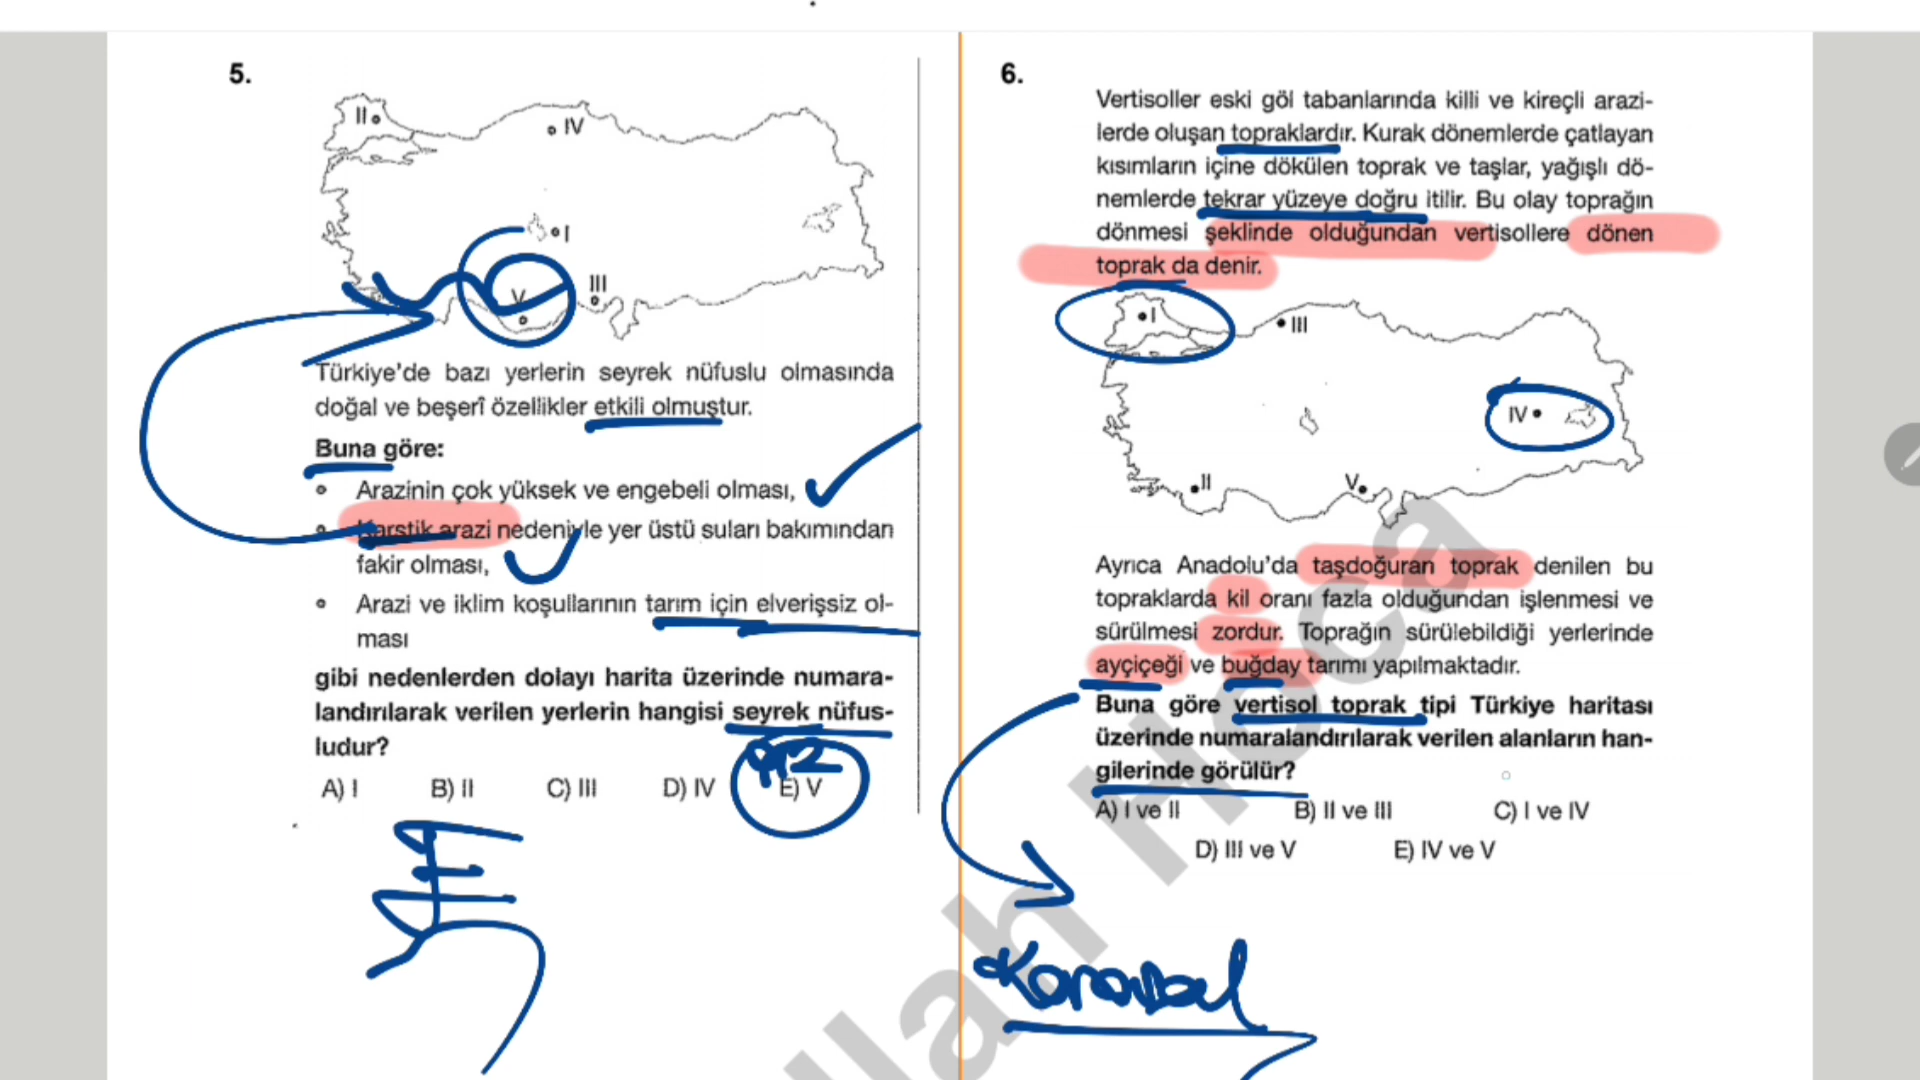 5.
II
IV
I
III
V
Türkiye'de bazı yerlerin seyrek nüfuslu olmasında
doğal ve beşerî özellikler etkili olmuştur.
Buna göre:
Arazinin çok yüksek ve engebeli olması,
Karstik arazi nedeniyle yer üstü suları bakımından
fakir olması,
Arazi ve iklim koşullarının tarım için elverişsiz ol-
ması
gibi nedenlerden dolayı harita üzerinde numara-
landırılarak verilen yerlerin hangisi seyrek nüfus-
ludur?
A) I B) II C) III D) IV E) V
6.
Vertisoller eski göl tabanlarında killi ve kireçli arazi-
lerde oluşan topraklardır. Kurak dönemlerde çatlayan
kısımların içine dökülen toprak ve taşlar, yağışlı dö-
nemlerde tekrar yüzeye doğru itilir. Bu olay toprağın
dönmesi şeklinde olduğundan vertisollere dönen
toprak da denir.
I
III
IV
II
V
Ayrıca Anadolu'da taşdoğuran toprak denilen bu
topraklarda kil oranı fazla olduğundan işlenmesi ve
sürülmesi zordur. Toprağın sürülebildiği yerlerinde
ayçiçeği ve buğday tarımı yapılmaktadır.
Buna göre vertisol toprak tipi Türkiye haritası
üzerinde numaralandırılarak verilen alanların han-
gilerinde görülür?
A) I ve II B) II ve III C) I ve IV
D) III ve V E) IV ve V
llah Hoca